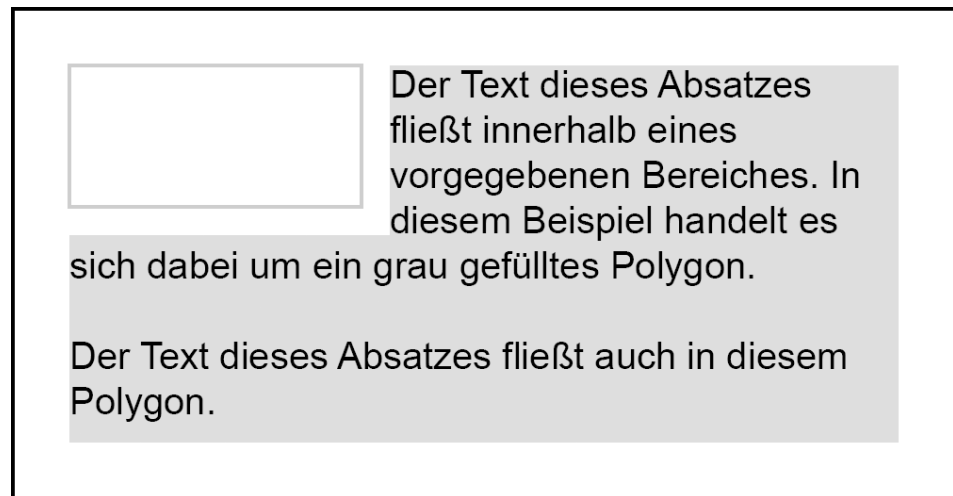 Der Text dieses Absatzes
fließt innerhalb eines
vorgegebenen Bereiches. In
diesem Beispiel handelt es
sich dabei um ein grau gefülltes Polygon.
Der Text dieses Absatzes fließt auch in diesem
Polygon.